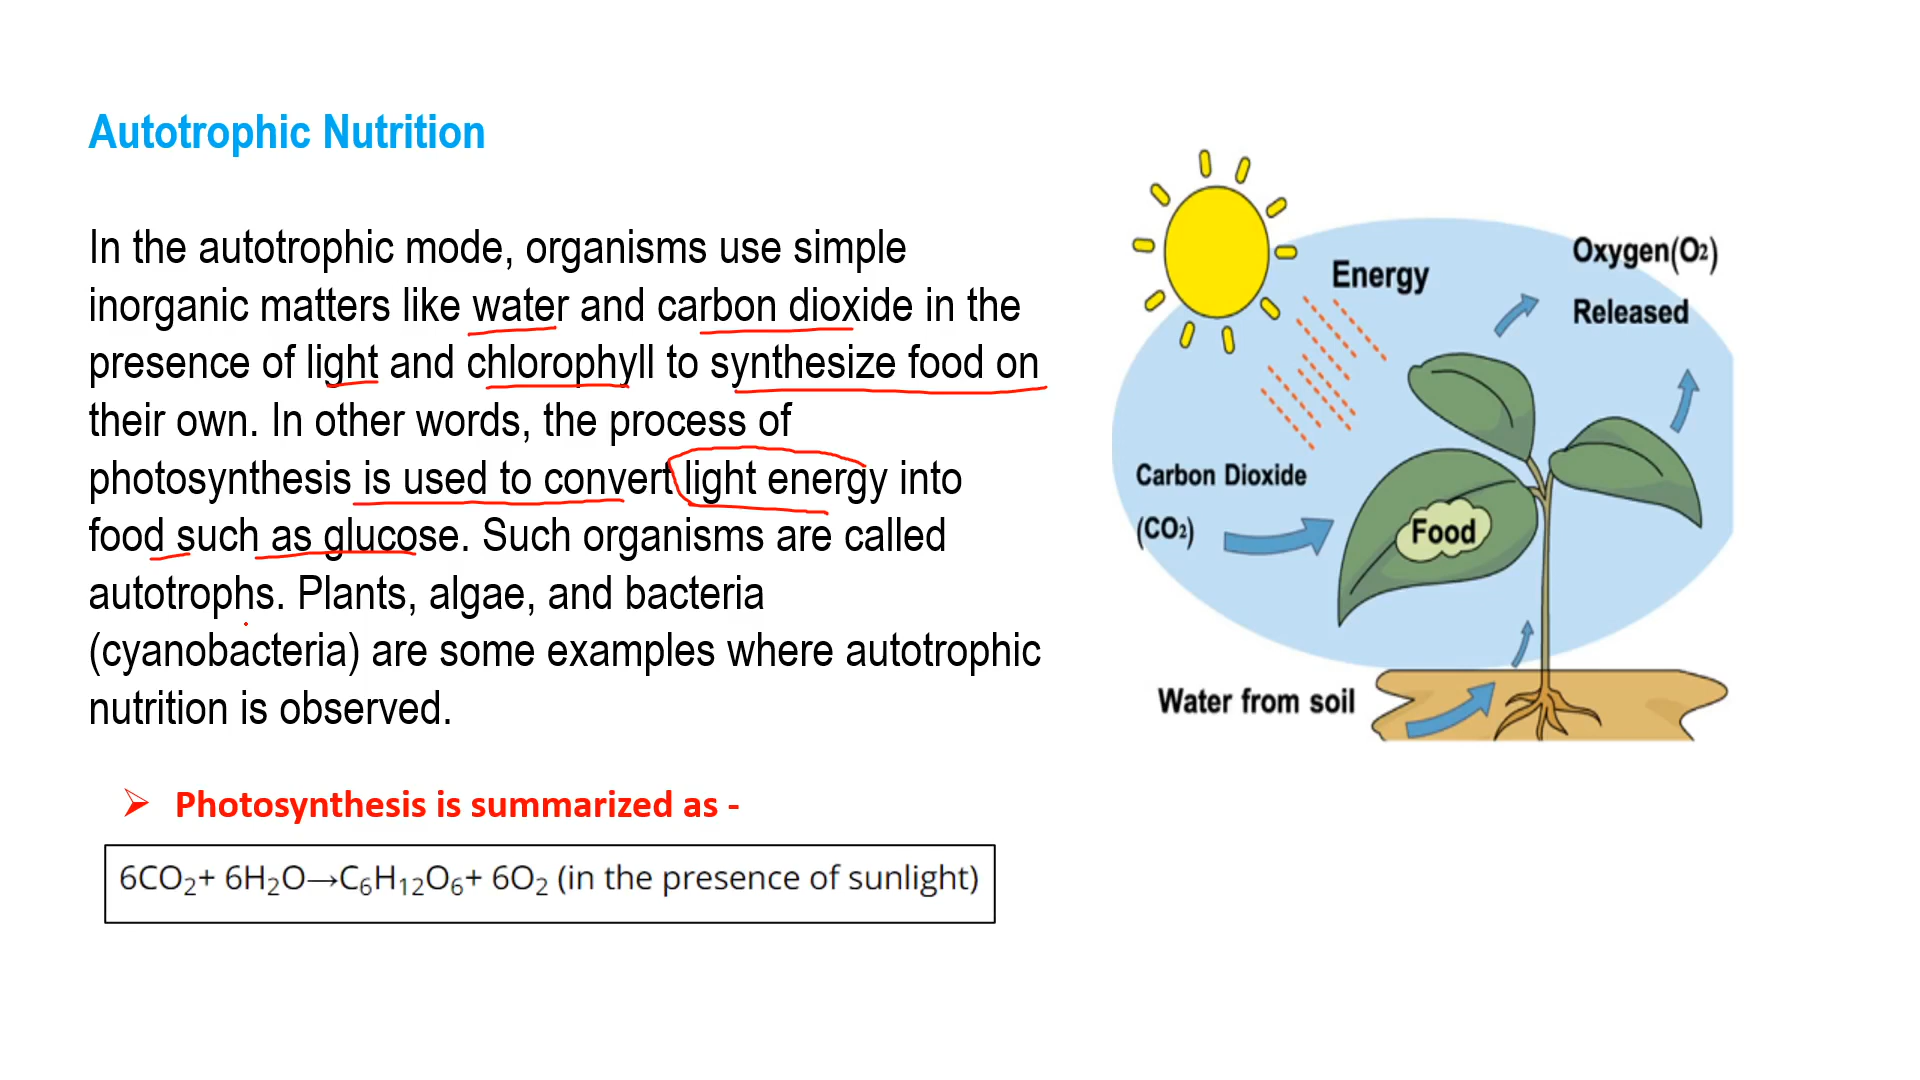 Autotrophic Nutrition
In the autotrophic mode, organisms use simple
inorganic matters like water and carbon dioxide in the
presence of light and chlorophyll to synthesize food on
their own. In other words, the process of
photosynthesis is used to convert light energy into
food such as glucose. Such organisms are called
autotrophs. Plants, algae, and bacteria
(cyanobacteria) are some examples where autotrophic
nutrition is observed.
➢ Photosynthesis is summarized as -
6CO₂+ 6H₂O→C₆H₁₂O₆+ 6O₂ (in the presence of sunlight)
Energy
Oxygen(O₂)
Released
Carbon Dioxide
(CO₂)
Food
Water from soil